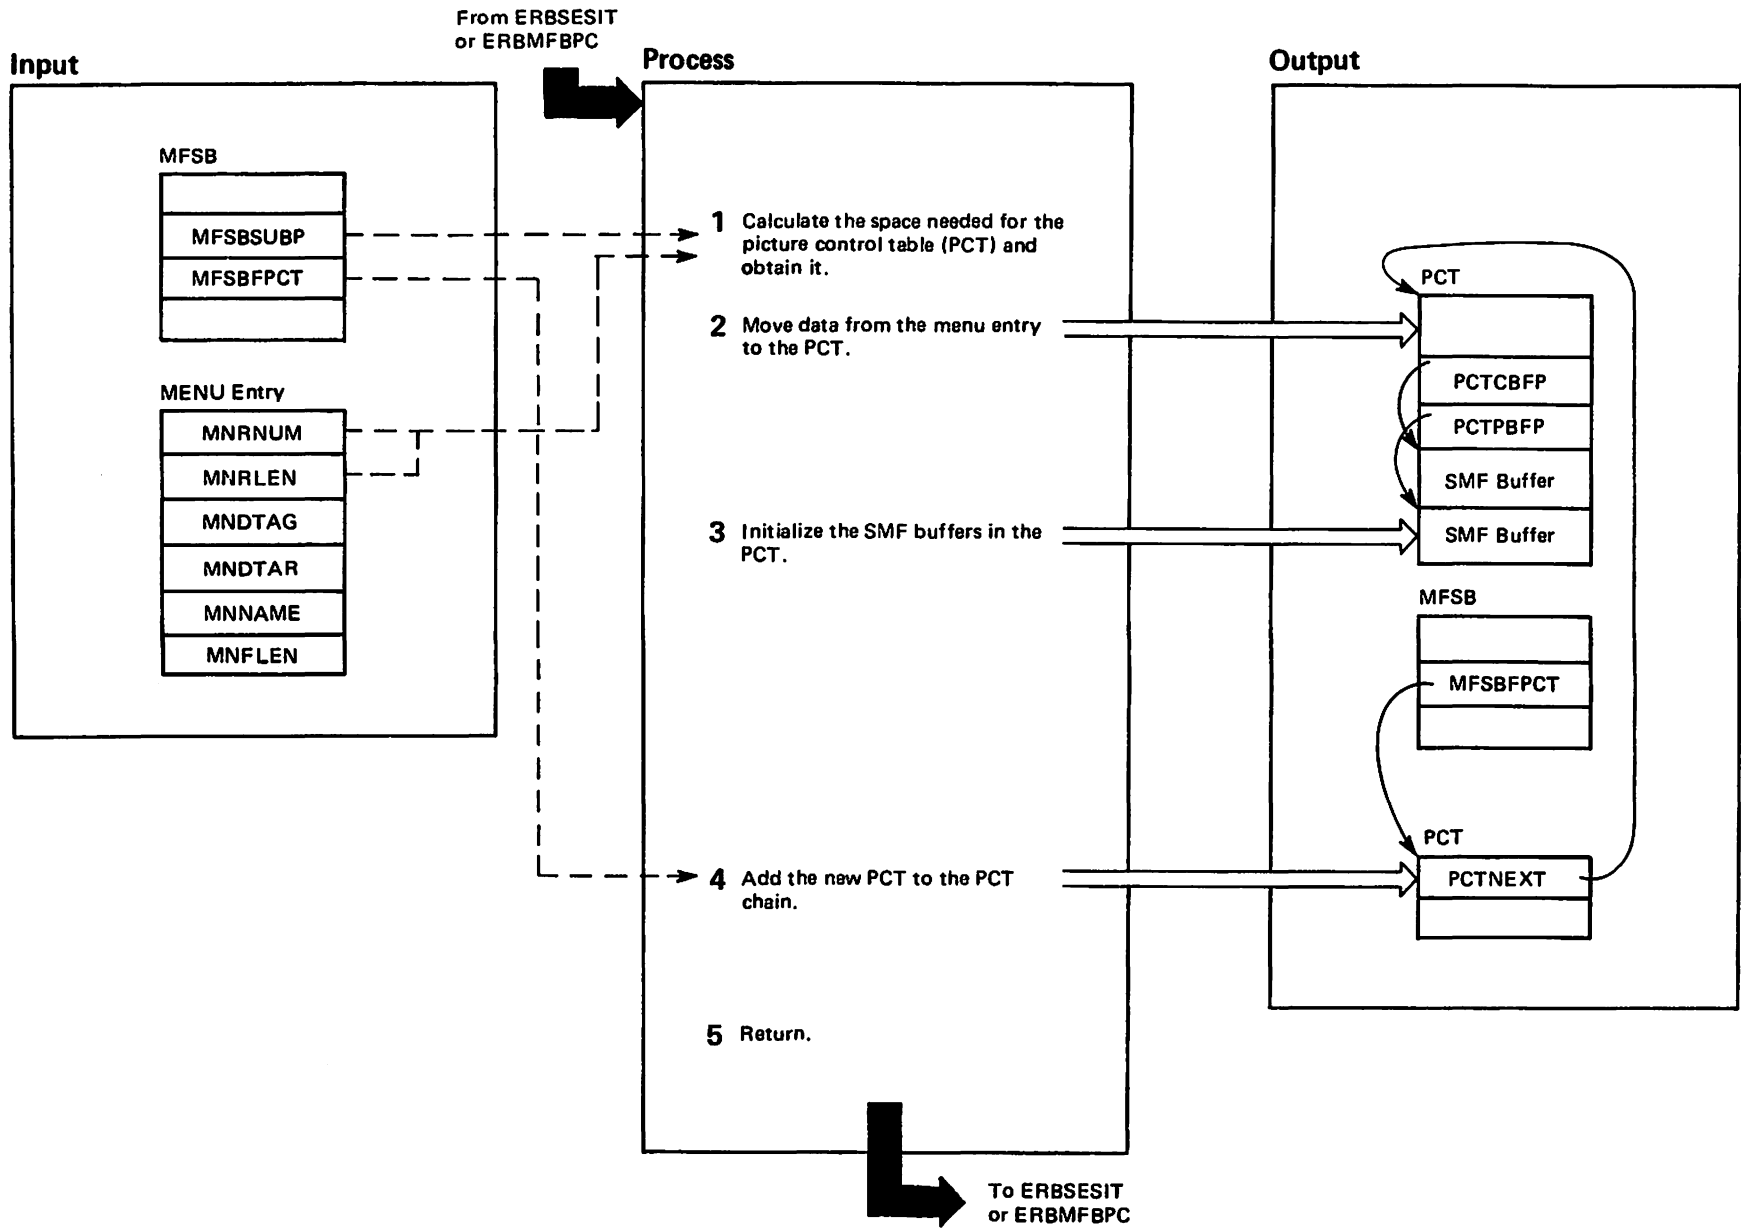 From ERBSESIT
or ERBMFBPC
Input
Process
Output
MFSB
MFSBSUBP
MFSBFPCT
MENU Entry
MNRNUM
MNRLEN
MNDTAG
MNDTAR
MNNAME
MNFLEN
1 Calculate the space needed for the
picture control table (PCT) and
obtain it.
2 Move data from the menu entry
to the PCT.
3 Initialize the SMF buffers in the
PCT.
4 Add the new PCT to the PCT
chain.
5 Return.
PCT
PCTCBFP
PCTPBFP
SMF Buffer
SMF Buffer
MFSB
MFSBFPCT
PCT
PCTNEXT
To ERBSESIT
or ERBMFBPC